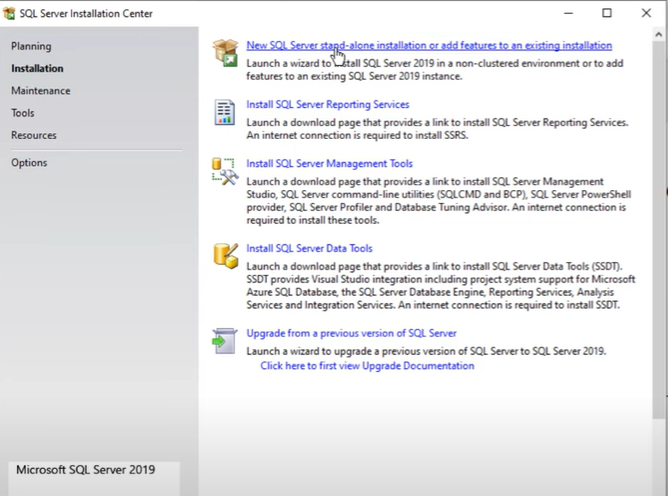 SQL Server Installation Center
Planning
Installation
Maintenance
Tools
Resources
Options
New SQL Server stand-alone installation or add features to an existing installation
Launch a wizard to install SQL Server 2019 in a non-clustered environment or to add
features to an existing SQL Server 2019 instance.
Install SQL Server Reporting Services
Launch a download page that provides a link to install SQL Server Reporting Services.
An internet connection is required to install SSRS.
Install SQL Server Management Tools
Launch a download page that provides a link to install SQL Server Management
Studio, SQL Server command-line utilities (SQLCMD and BCP), SQL Server PowerShell
provider, SQL Server Profiler and Database Tuning Advisor. An internet connection is
required to install these tools.
Install SQL Server Data Tools
Launch a download page that provides a link to install SQL Server Data Tools (SSDT).
SSDT provides Visual Studio integration including project system support for Microsoft
Azure SQL Database, the SQL Server Database Engine, Reporting Services, Analysis
Services and Integration Services. An internet connection is required to install SSDT.
Upgrade from a previous version of SQL Server
Launch a wizard to upgrade a previous version of SQL Server to SQL Server 2019.
Click here to first view Upgrade Documentation
Microsoft SQL Server 2019